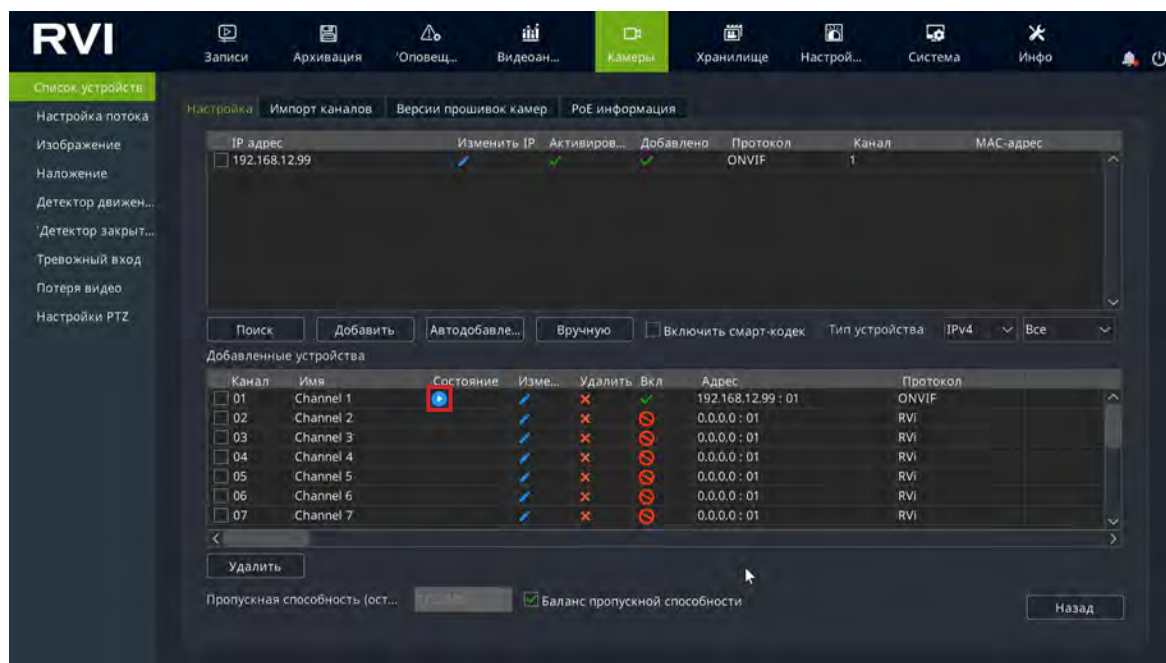 RVI
Записи Архивация 'Оповещ... Видеоан... Камеры Хранилище Настрой... Система Инфо
Список устройств
Настройка потока
Изображение
Наложение
Детектор движен...
'Детектор закрыт...
Тревожный вход
Потеря видео
Настройки PTZ
Настройка Импорт каналов Версии прошивок камер PoE информация
IP адрес Изменить IP Активиров... Добавлено Протокол Канал MAC-адрес
192.168.12.99 ONVIF 1
Поиск Добавить Автодобавле... Вручную Включить смарт-кодек Тип устройства IPv4 Все
Добавленные устройства
Канал Имя Состояние Изме... Удалить Вкл Адрес Протокол
01 Channel 1 192.168.12.99 : 01 ONVIF
02 Channel 2 0.0.0.0 : 01 RVi
03 Channel 3 0.0.0.0 : 01 RVi
04 Channel 4 0.0.0.0 : 01 RVi
05 Channel 5 0.0.0.0 : 01 RVi
06 Channel 6 0.0.0.0 : 01 RVi
07 Channel 7 0.0.0.0 : 01 RVi
Удалить
Пропускная способность (ост... Баланс пропускной способности
Назад